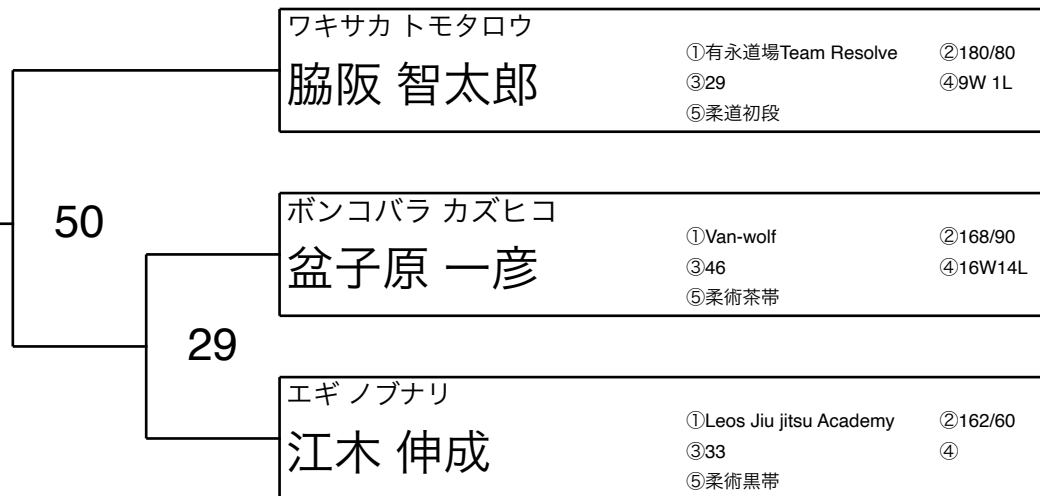 ワキサカ トモタロウ
脇阪 智太郎
①有永道場Team Resolve ②180/80
③29 ④9W 1L
⑤柔道初段
50
ボンコバラ カズヒコ
盆子原 一彦
①Van-wolf ②168/90
③46 ④16W14L
⑤柔術茶帯
29
エギ ノブナリ
江木 伸成
①Leos Jiu jitsu Academy ②162/60
③33 ④
⑤柔術黒帯